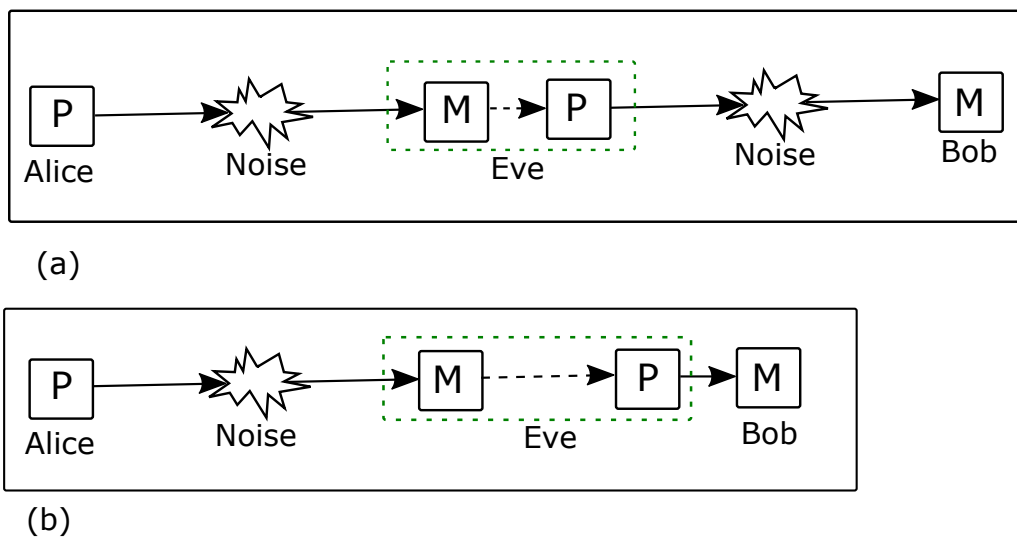 P M P M
Alice Noise Eve Noise Bob
(a)
P M P M
Alice Noise Eve Bob
(b)